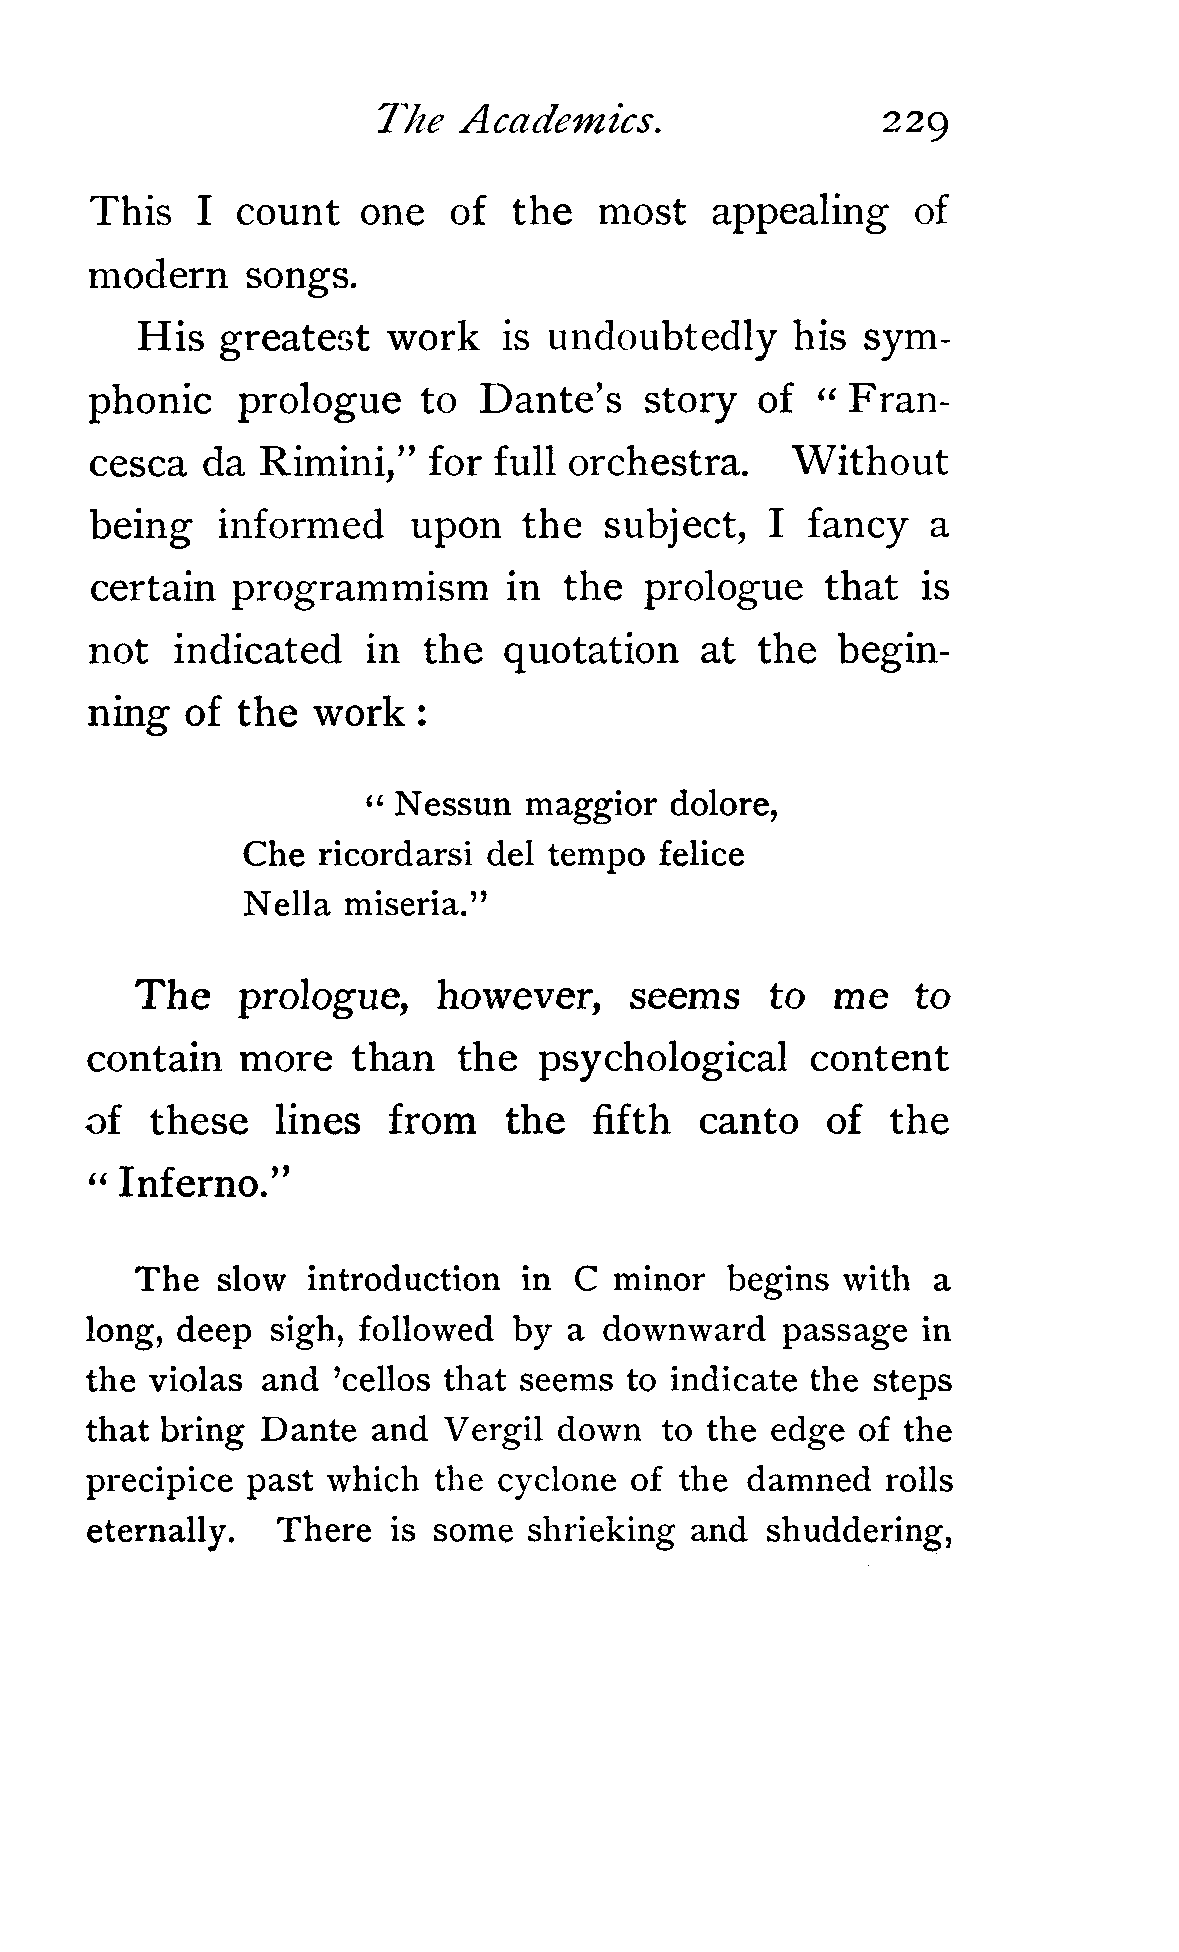 The Academics. 229
This I count one of the most appealing of
modern songs.
His greatest work is undoubtedly his sym-
phonic prologue to Dante's story of “ Fran-
cesca da Rimini,” for full orchestra. Without
being informed upon the subject, I fancy a
certain programmism in the prologue that is
not indicated in the quotation at the begin-
ning of the work :
“ Nessun maggior dolore,
Che ricordarsi del tempo felice
Nella miseria.”
The prologue, however, seems to me to
contain more than the psychological content
of these lines from the fifth canto of the
“ Inferno.”
The slow introduction in C minor begins with a
long, deep sigh, followed by a downward passage in
the violas and ’cellos that seems to indicate the steps
that bring Dante and Vergil down to the edge of the
precipice past which the cyclone of the damned rolls
eternally. There is some shrieking and shuddering,